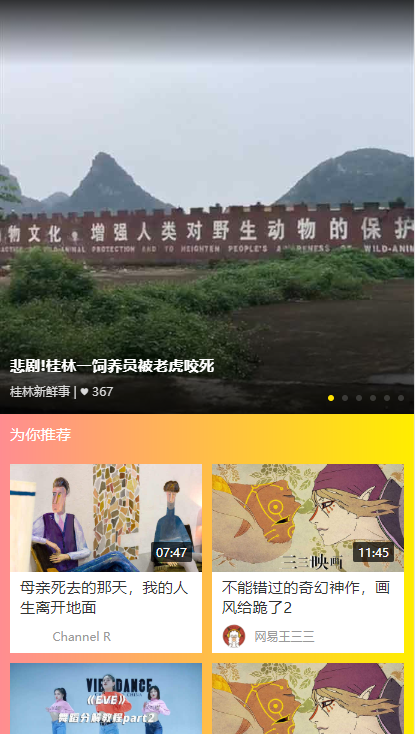 物文化·增强人类对野生动物的保护
ANIMAL PROTECTION AND TO HEIGHTEN PEOPLE'S AWARENESS OF WILD-ANIM
悲剧!桂林一饲养员被老虎咬死
桂林新鲜事 | 367
为你推荐
07:47
三三映画
11:45
母亲死去的那天，我的人
生离开地面
不能错过的奇幻神作，画
风给跪了2
Channel R
网易王三三
VIVIDANCE
《EVE》
舞蹈分解教程part2